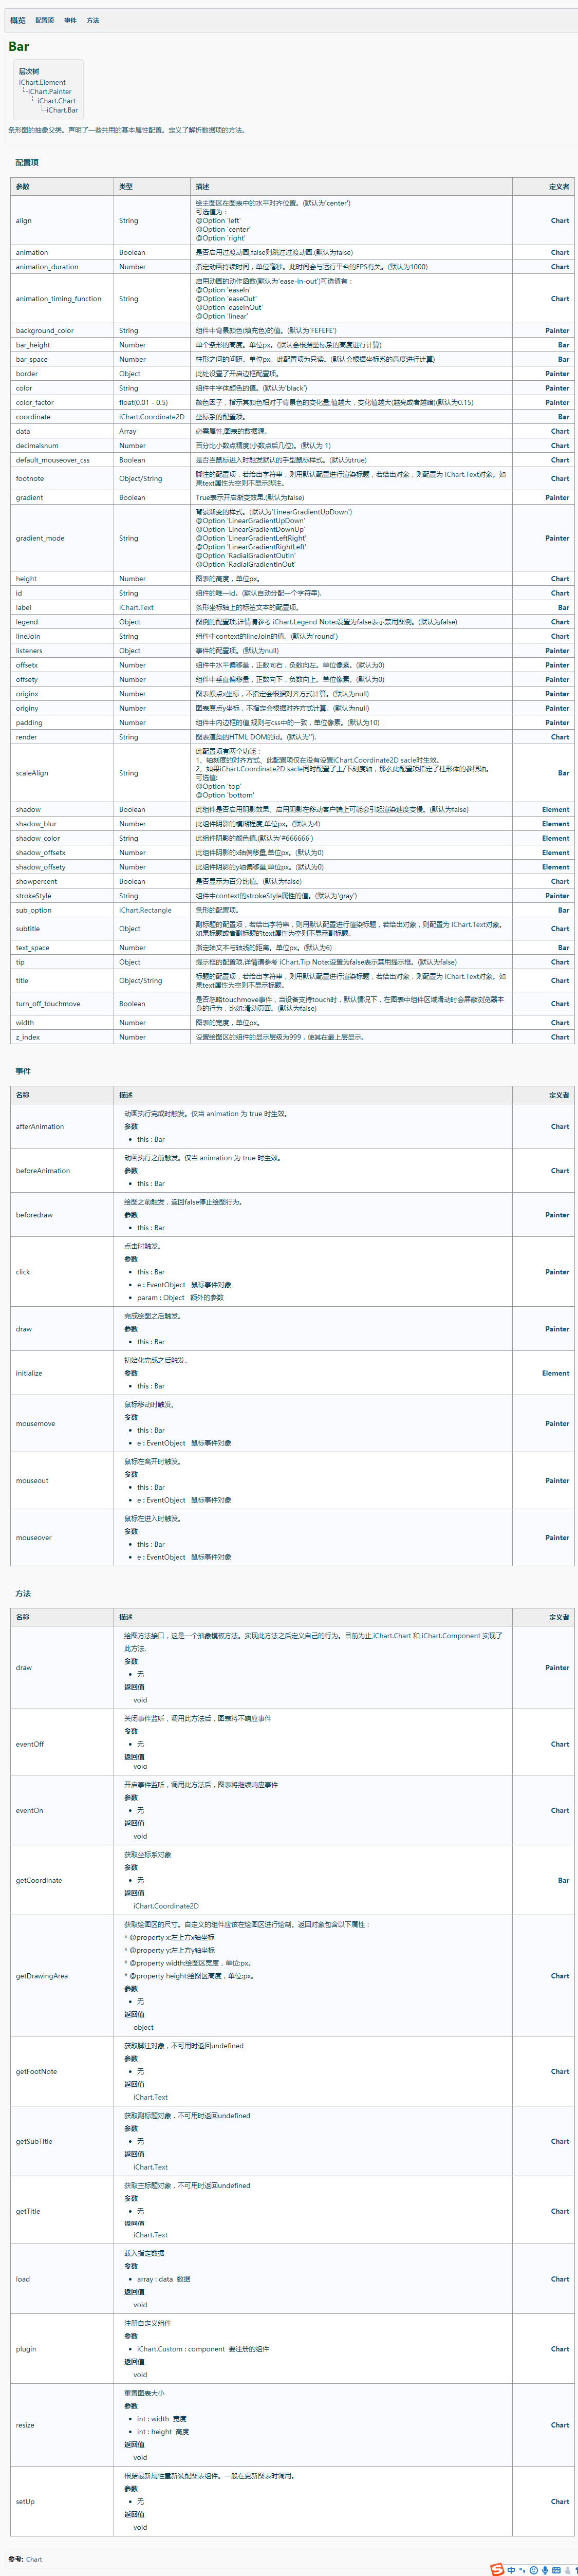 概览 配置项 事件 方法
Bar
层次树
iChart.Element
iChart.Painter
iChart.Chart
iChart.Bar
条形图的抽象父类。声明了一些共用的基本属性配置。定义了解析数据项的方法。
配置项
参数 类型 描述 定义者
align String 绘主图区在图表中的水平对齐位置。(默认为'center') Chart
可选值为：
@Option 'left'
@Option 'center'
@Option 'right'
animation Boolean 是否启用过渡动画,false则跳过过渡动画.(默认为false) Chart
animation_duration Number 指定动画持续时间，单位毫秒。此时间会与运行平台的FPS有关。(默认为1000) Chart
animation_timing_function String 启用动画的动作函数(默认为'ease-in-out')可选值有： Chart
@Option 'easeIn'
@Option 'easeOut'
@Option 'easeInOut'
@Option 'linear'
background_color String 组件中背景颜色(填充色)的值。(默认为'FEFEFE') Painter
bar_height Number 单个条形的高度。单位px。(默认会根据坐标系的高度进行计算) Bar
bar_space Number 柱形之间的间距。单位px。此配置项为只读。(默认会根据坐标系的高度进行计算) Bar
border Object 此处设置了开启边框配置项。 Painter
color String 组件中字体颜色的值。(默认为'black') Painter
color_factor float(0.01 - 0.5) 颜色因子，指示其颜色相对于背景色的变化量,值越大，变化值越大(越亮或者越暗)(默认为0.15) Painter
coordinate iChart.Coordinate2D 坐标系的配置项。 Bar
data Array 必需属性,图表的数据源。 Chart
decimalsnum Number 百分比小数点精度(小数点后几位)。(默认为 1) Chart
default_mouseover_css Boolean 是否当鼠标进入时触发默认的手型鼠标样式。(默认为true) Chart
footnote Object/String 脚注的配置项，若给出字符串，则用默认配置进行渲染标题，若给出对象，则配置为 iChart.Text对象。如 Chart
果text属性为空则不显示脚注。
gradient Boolean True表示开启渐变效果.(默认为false) Painter
gradient_mode String 背景渐变的样式。(默认为'LinearGradientUpDown') Painter
@Option 'LinearGradientUpDown'
@Option 'LinearGradientDownUp'
@Option 'LinearGradientLeftRight'
@Option 'LinearGradientRightLeft'
@Option 'RadialGradientOutIn'
@Option 'RadialGradientInOut'
height Number 图表的高度，单位px。 Chart
id String 组件的唯一id。(默认自动分配一个字符串). Chart
label iChart.Text 条形坐标轴上的标签文本的配置项。 Bar
legend Object 图例的配置项.详情请参考 iChart.Legend Note:设置为false表示禁用图例。(默认为false) Chart
lineJoin String 组件中context的lineJoin的值。(默认为'round') Chart
listeners Object 事件的配置项。(默认为null) Painter
offsetx Number 组件中水平偏移量，正数向右，负数向左。单位像素。(默认为0) Chart
offsety Number 组件中垂直偏移量，正数向下，负数向上。单位像素。(默认为0) Chart
originx Number 图表原点x坐标，不指定会根据对齐方式计算。(默认为null) Painter
originy Number 图表原点y坐标，不指定会根据对齐方式计算。(默认为null) Painter
padding Number 组件中内边框的值,规则与css中的一致，单位像素。(默认为10) Painter
render String 图表渲染的HTML DOM的id。(默认为''). Chart
scaleAlign String 此配置项有两个功能： Bar
1、轴刻度的对齐方式、此配置项仅在没有设置iChart.Coordinate2D sacle时生效。
2、如果iChart.Coordinate2D sacle同时配置了上/下刻度轴，那么此配置项指定了柱形体的参照轴。
可选值:
@Option 'top'
@Option 'bottom'
shadow Boolean 此组件是否启用阴影效果。启用阴影在移动客户端上可能会引起渲染速度变慢。(默认为false) Element
shadow_blur Number 此组件阴影的模糊程度,单位px。(默认为4) Element
shadow_color String 此组件阴影的颜色值.(默认为'#666666') Element
shadow_offsetx Number 此组件阴影的x轴偏移量,单位px。(默认为0) Element
shadow_offsety Number 此组件阴影的y轴偏移量,单位px。(默认为0) Element
showpercent Boolean 是否显示为百分比值。(默认为false) Chart
strokeStyle String 组件中context的strokeStyle属性的值。(默认为'gray') Painter
sub_option iChart.Rectangle 条形的配置项。 Bar
subtitle Object 副标题的配置项，若给出字符串，则用默认配置进行渲染标题，若给出对象，则配置为 iChart.Text对象。 Chart
如果标题或者副标题的text属性为空则不显示副标题。
text_space Number 指定轴文本与轴线的距离。单位px。(默认为6) Bar
tip Object 提示框的配置项.详情请参考 iChart.Tip Note:设置为false表示禁用提示框。(默认为false) Chart
title Object/String 标题的配置项，若给出字符串，则用默认配置进行渲染标题，若给出对象，则配置为 iChart.Text对象。如 Chart
果text属性为空则不显示标题。
turn_off_touchmove Boolean 是否忽略touchmove事件，当设备支持touch时，默认情况下，在图表中组件区域滑动时会屏蔽浏览器本 Chart
身的行为，比如:滑动页面。(默认为false)
width Number 图表的宽度，单位px。 Chart
z_index Number 设置绘图区的组件的显示层级为999，使其在最上层显示。 Chart
事件
名称 描述 定义者
afterAnimation 动画执行完成时触发。仅当 animation 为 true 时生效。 Chart
参数
this : Bar
beforeAnimation 动画执行之前触发。仅当 animation 为 true 时生效。 Chart
参数
this : Bar
beforedraw 绘图之前触发，返回false停止绘图行为。 Painter
参数
this : Bar
click 点击时触发。 Painter
参数
this : Bar
e : EventObject 鼠标事件对象
param : Object 额外的参数
draw 完成绘图之后触发。 Painter
参数
this : Bar
initialize 初始化完成之后触发。 Element
参数
this : Bar
mousemove 鼠标移动时触发。 Painter
参数
this : Bar
e : EventObject 鼠标事件对象
mouseout 鼠标在离开时触发。 Painter
参数
this : Bar
e : EventObject 鼠标事件对象
mouseover 鼠标在进入时触发。 Painter
参数
this : Bar
e : EventObject 鼠标事件对象
方法
名称 描述 定义者
draw 绘图方法接口，这是一个抽象模板方法。实现此方法之后定义自己的行为。目前为止,iChart.Chart 和 iChart.Component 实现了 Painter
此方法.
参数
无
返回值
void
eventOff 关闭事件监听，调用此方法后，图表将不响应事件 Chart
参数
无
返回值
void
eventOn 开启事件监听，调用此方法后，图表将继续响应事件 Chart
参数
无
返回值
void
getCoordinate 获取坐标系对象 Bar
参数
无
返回值
iChart.Coordinate2D
getDrawingArea 获取绘图区的尺寸。自定义的组件应该在绘图区进行绘制。返回对象包含以下属性： Chart
* @property x:左上方x轴坐标
* @property y:左上方y轴坐标
* @property width:绘图区宽度，单位:px。
* @property height:绘图区高度，单位:px。
参数
无
返回值
object
getFootNote 获取脚注对象，不可用时返回undefined Chart
参数
无
返回值
iChart.Text
getSubTitle 获取副标题对象，不可用时返回undefined Chart
参数
无
返回值
iChart.Text
getTitle 获取主标题对象，不可用时返回undefined Chart
参数
无
返回值
iChart.Text
load 载入指定数据 Chart
参数
array : data 数据
返回值
void
plugin 注册自定义组件 Chart
参数
iChart.Custom : component 要注册的组件
返回值
void
resize 重置图表大小 Chart
参数
int : width 宽度
int : height 高度
返回值
void
setUp 根据最新属性重新装配图表组件。一般在更新图表时调用。 Chart
参数
无
返回值
void
参考: Chart
中